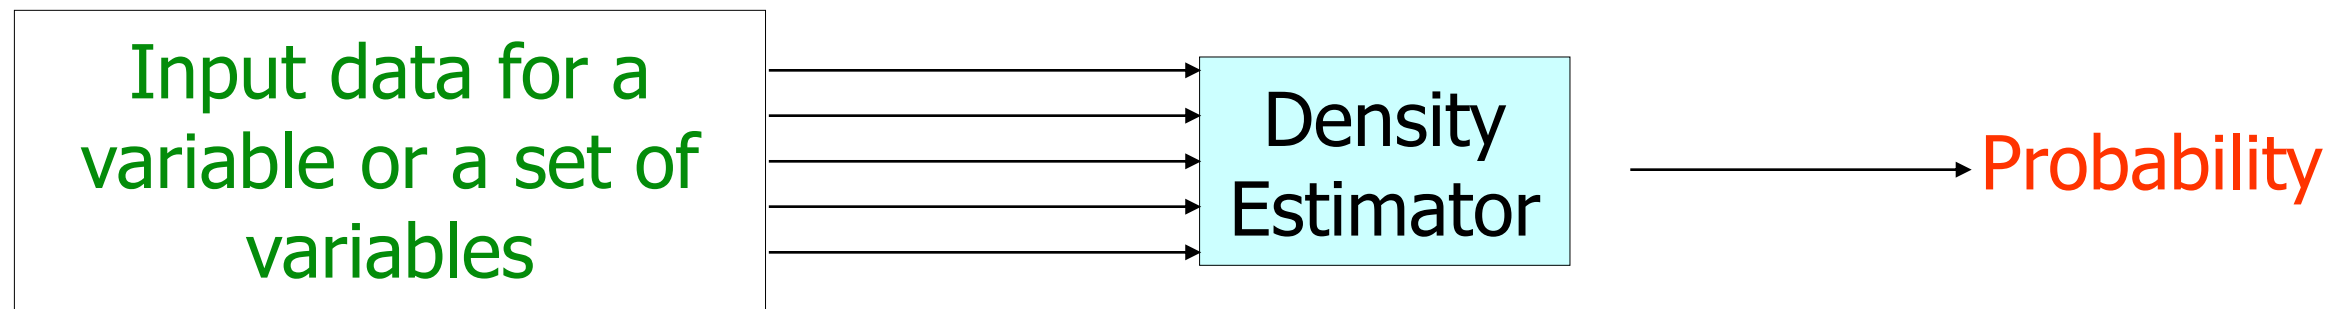 Input data for a
variable or a set of
variables
Density
Estimator
Probability